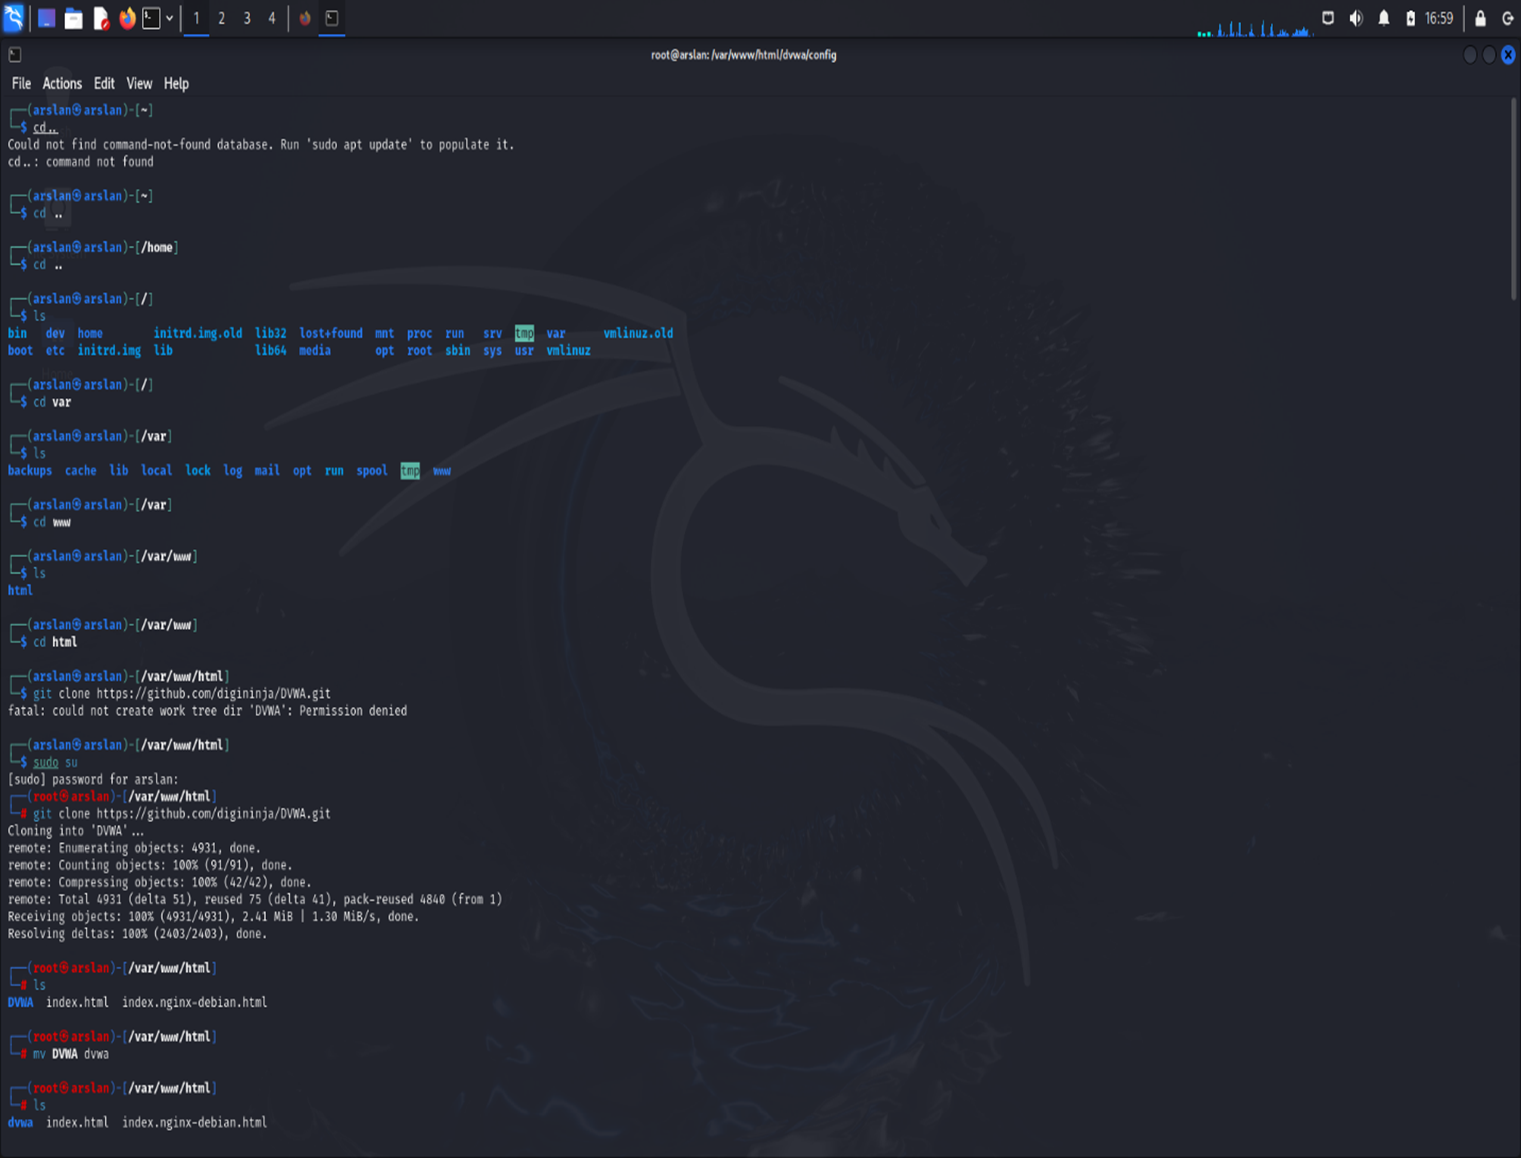 1 2 3 4 16:59
root@arslan: /var/www/html/dvwa/config
File Actions Edit View Help
┌──(arslan㉿arslan)-[~]
└─$ cd..
Could not find command-not-found database. Run 'sudo apt update' to populate it.
cd..: command not found
┌──(arslan㉿arslan)-[~]
└─$ cd ..
┌──(arslan㉿arslan)-[/home]
└─$ cd ..
┌──(arslan㉿arslan)-[/]
└─$ ls
bin dev home initrd.img.old lib32 lost+found mnt proc run srv tmp var vmlinuz.old
boot etc initrd.img lib lib64 media opt root sbin sys usr vmlinuz
┌──(arslan㉿arslan)-[/]
└─$ cd var
┌──(arslan㉿arslan)-[/var]
└─$ ls
backups cache lib local lock log mail opt run spool tmp www
┌──(arslan㉿arslan)-[/var]
└─$ cd www
┌──(arslan㉿arslan)-[/var/www]
└─$ ls
html
┌──(arslan㉿arslan)-[/var/www]
└─$ cd html
┌──(arslan㉿arslan)-[/var/www/html]
└─$ git clone https://github.com/digininja/DVWA.git
fatal: could not create work tree dir 'DVWA': Permission denied
┌──(arslan㉿arslan)-[/var/www/html]
└─$ sudo su
[sudo] password for arslan:
┌──(root㉿arslan)-[/var/www/html]
└─# git clone https://github.com/digininja/DVWA.git
Cloning into 'DVWA'...
remote: Enumerating objects: 4931, done.
remote: Counting objects: 100% (91/91), done.
remote: Compressing objects: 100% (42/42), done.
remote: Total 4931 (delta 51), reused 75 (delta 41), pack-reused 4840 (from 1)
Receiving objects: 100% (4931/4931), 2.41 MiB | 1.30 MiB/s, done.
Resolving deltas: 100% (2403/2403), done.
┌──(root㉿arslan)-[/var/www/html]
└─# ls
DVWA index.html index.nginx-debian.html
┌──(root㉿arslan)-[/var/www/html]
└─# mv DVWA dvwa
┌──(root㉿arslan)-[/var/www/html]
└─# ls
dvwa index.html index.nginx-debian.html